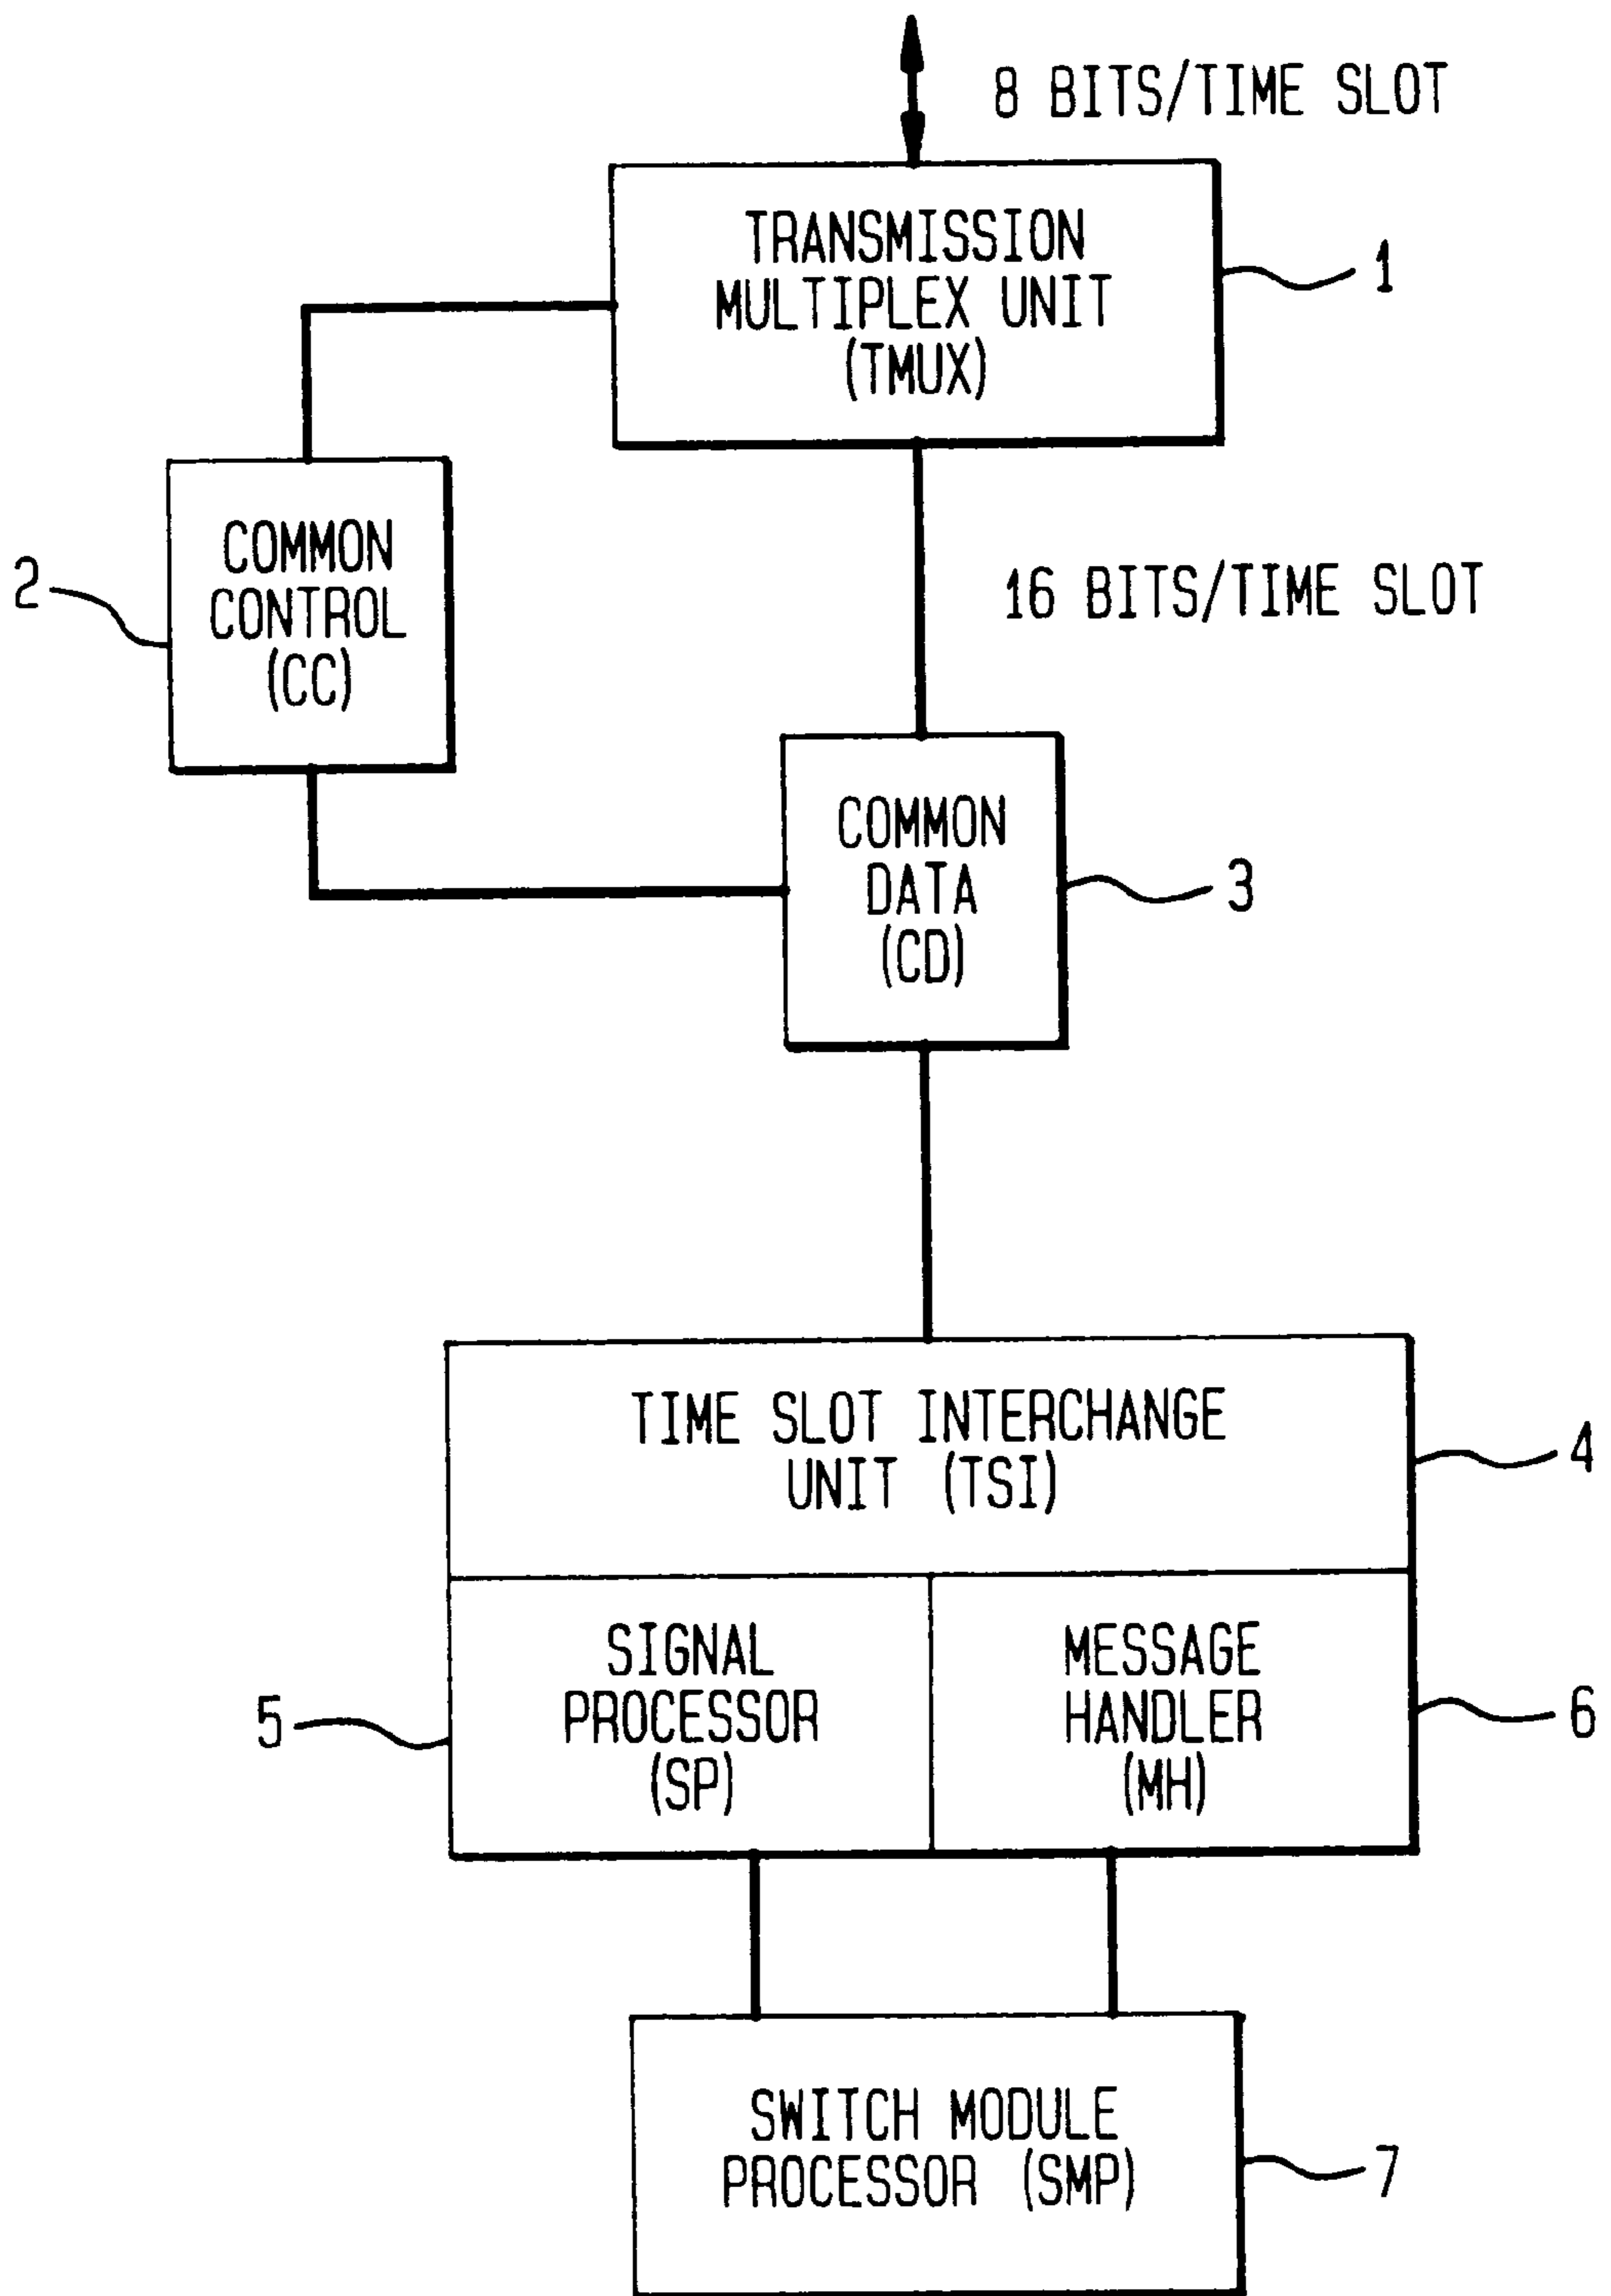 8 BITS/TIME SLOT
TRANSMISSION
MULTIPLEX UNIT
(TMUX)
1
COMMON
CONTROL
(CC)
2
16 BITS/TIME SLOT
COMMON
DATA
(CD)
3
TIME SLOT INTERCHANGE
UNIT (TSI)
4
SIGNAL
PROCESSOR
(SP)
5
MESSAGE
HANDLER
(MH)
6
SWITCH MODULE
PROCESSOR (SMP)
7